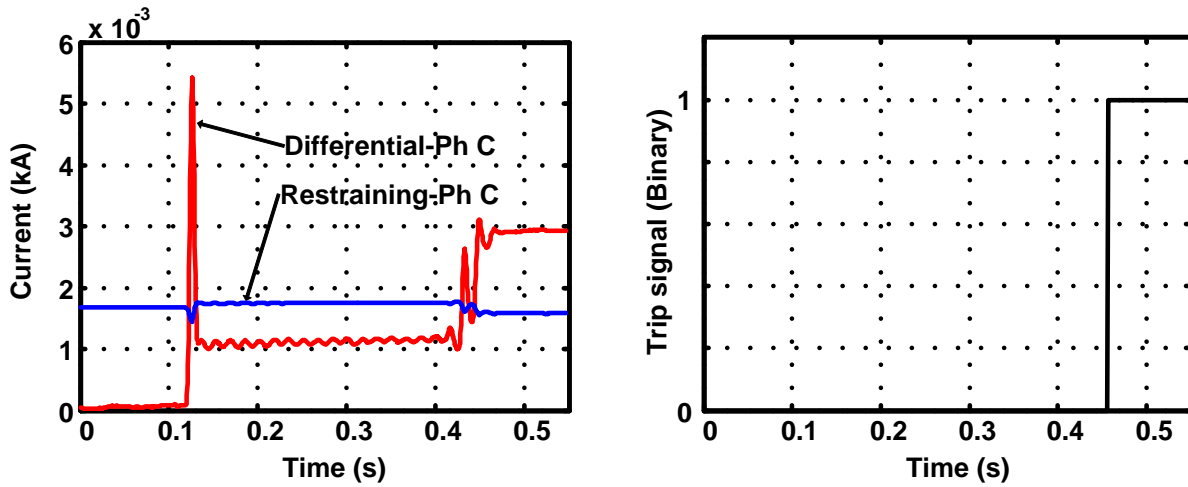 x 10^-3
6
5
4
3
2
1
0
Current (kA)
Differential-Ph C
Restraining-Ph C
0 0.1 0.2 0.3 0.4 0.5
Time (s)
1
0
Trip signal (Binary)
0 0.1 0.2 0.3 0.4 0.5
Time (s)